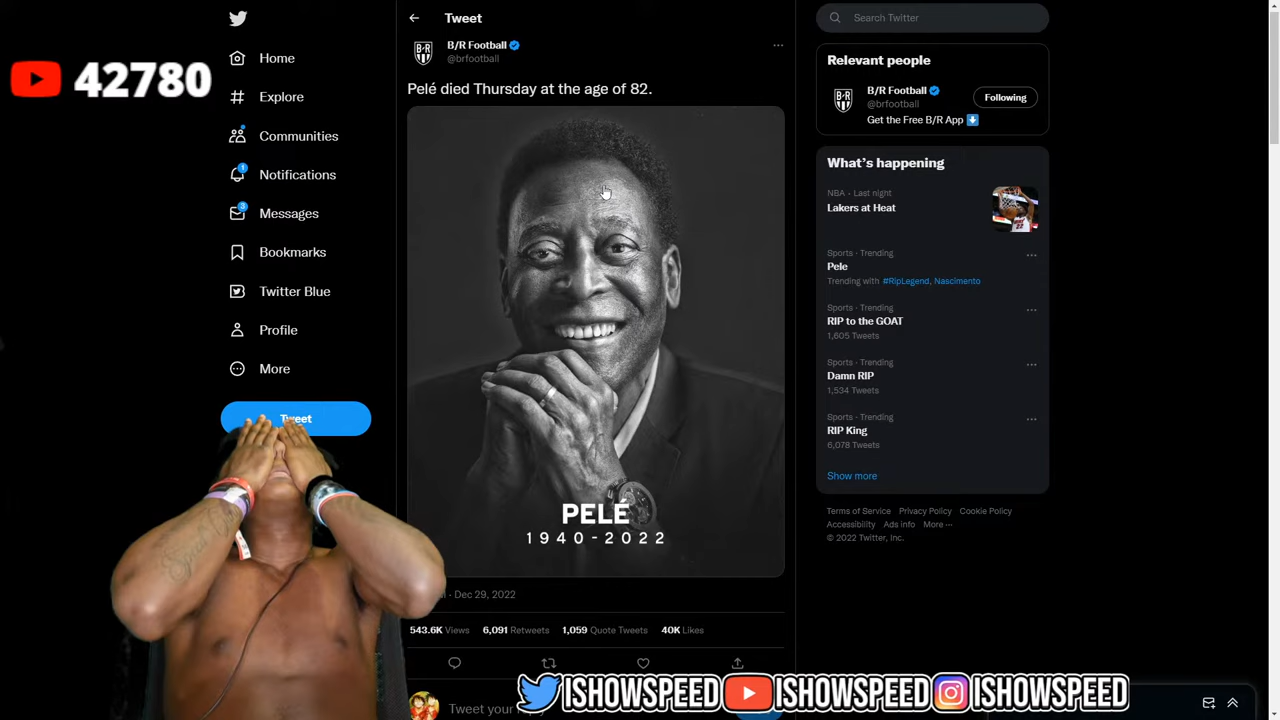 42780
Home
Explore
Communities
1
Notifications
3
Messages
Bookmarks
Twitter Blue
Profile
More
Tweet
Tweet
B/R Football
@brfootball
Pelé died Thursday at the age of 82.
PELÉ
1940-2022
· Dec 29, 2022
543.6K Views 6,091 Retweets 1,059 Quote Tweets 40K Likes
Tweet your
Search Twitter
Relevant people
B/R Football
@brfootball
Following
Get the Free B/R App
What's happening
NBA · Last night
Lakers at Heat
Sports · Trending
Pele
Trending with #RipLegend, Nascimento
Sports · Trending
RIP to the GOAT
1,605 Tweets
Sports · Trending
Damn RIP
1,534 Tweets
Sports · Trending
RIP King
6,078 Tweets
Show more
Terms of Service Privacy Policy Cookie Policy
Accessibility Ads info More ···
© 2022 Twitter, Inc.
ISHOWSPEED ISHOWSPEED ISHOWSPEED